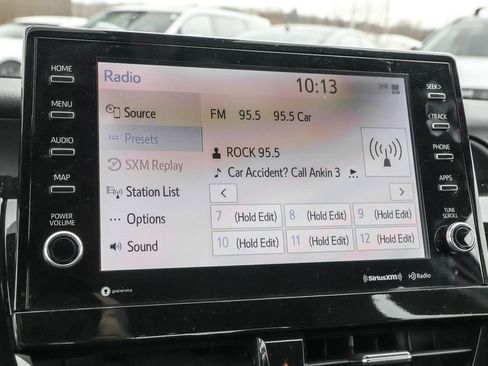 HOME
MENU
AUDIO
MAP
POWER
VOLUME
Radio
10:13
Source
Presets
SXM Replay
Station List
Options
Sound
FM 95.5 95.5 Car
ROCK 95.5
Car Accident? Call Ankin 3
7 (Hold Edit) 8 (Hold Edit) 9 (Hold Edit)
10 (Hold Edit) 11 (Hold Edit) 12 (Hold Edit)
SEEK>
<TRACK
PHONE
APPS
TUNE
SCROLL
gracenote
((SiriusXM)) HD Radio